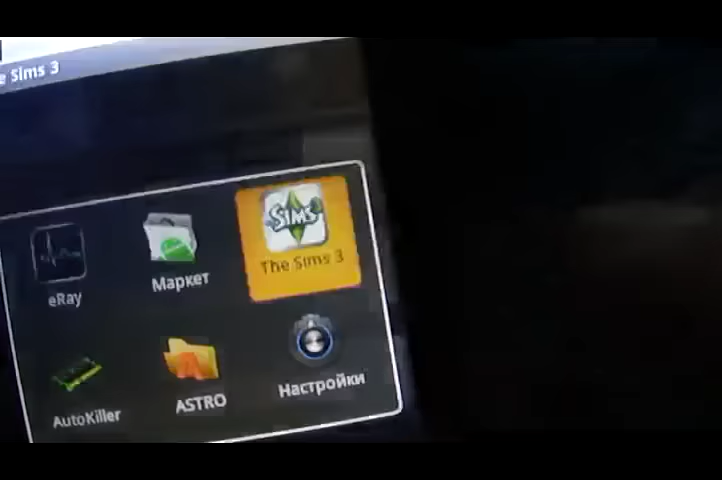 e Sims 3
SIMS
eRay
Маркет
The Sims 3
AutoKiller
ASTRO
Настройки